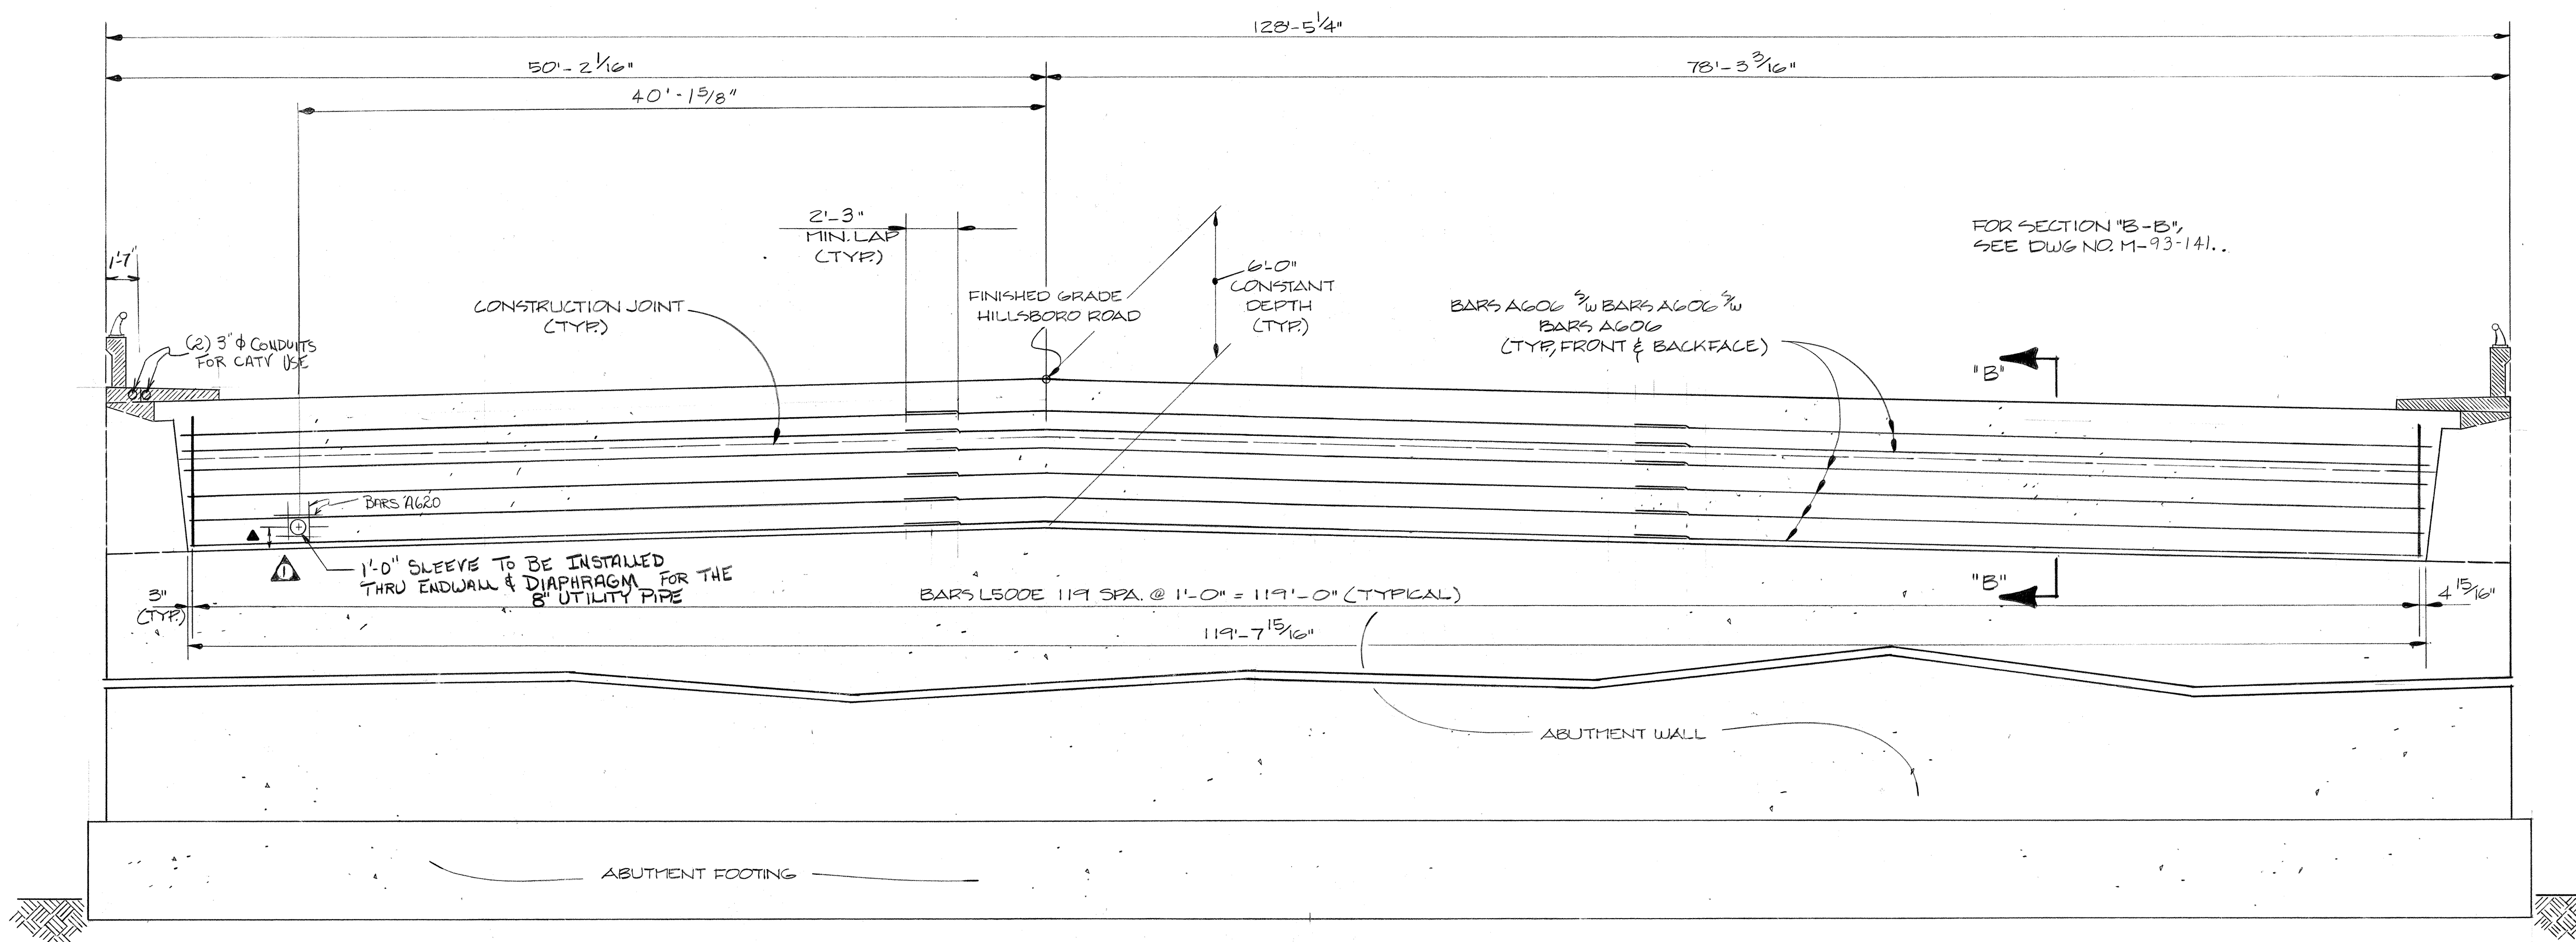 128'-5 1/4"
50'-2 1/16"
78'-3 3/16"
40'-1 5/8"
2'-3"
MIN. LAP
(TYP.)
FOR SECTION "B-B",
SEE DWG NO. M-93-141..
1'-7"
6'-0"
CONSTANT
DEPTH
(TYP.)
FINISHED GRADE
HILLSBORO ROAD
CONSTRUCTION JOINT
(TYP.)
BARS A606 S/W BARS A606 S/W
BARS A606
(TYP., FRONT & BACKFACE)
(2) 3" Φ CONDUITS
FOR CATV USE
"B"
BARS A620
1'-0" SLEEVE TO BE INSTALLED
THRU ENDWALL & DIAPHRAGM FOR THE
8" UTILITY PIPE
1
"B"
3"
(TYP.)
BARS L500E 119 SPA. @ 1'-0" = 119'-0" (TYPICAL)
4 15/16"
119'-7 15/16"
ABUTMENT WALL
ABUTMENT FOOTING